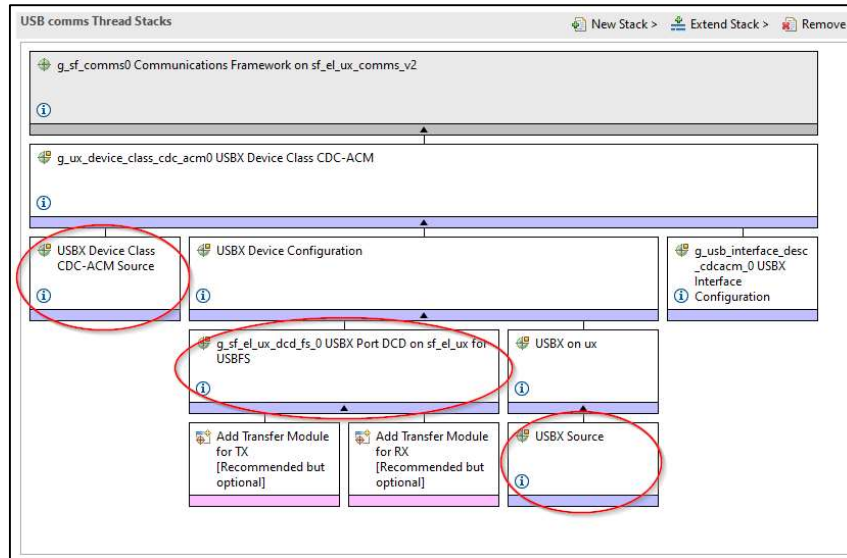 USB comms Thread Stacks
New Stack > Extend Stack > Remove
g_sf_comms0 Communications Framework on sf_el_ux_comms_v2
g_ux_device_class_cdc_acm0 USBX Device Class CDC-ACM
USBX Device Class
CDC-ACM Source
USBX Device Configuration
g_usb_interface_desc
_cdcacm_0 USBX
Interface
Configuration
g_sf_el_ux_dcd_fs_0 USBX Port DCD on sf_el_ux for
USBFS
USBX on ux
Add Transfer Module
for TX
[Recommended but
optional]
Add Transfer Module
for RX
[Recommended but
optional]
USBX Source